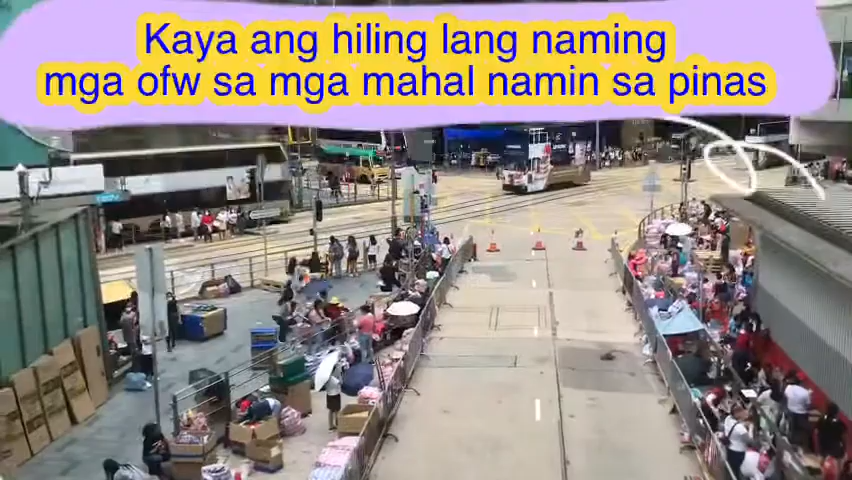 Kaya ang hiling lang naming
mga ofw sa mga mahal namin sa pinas